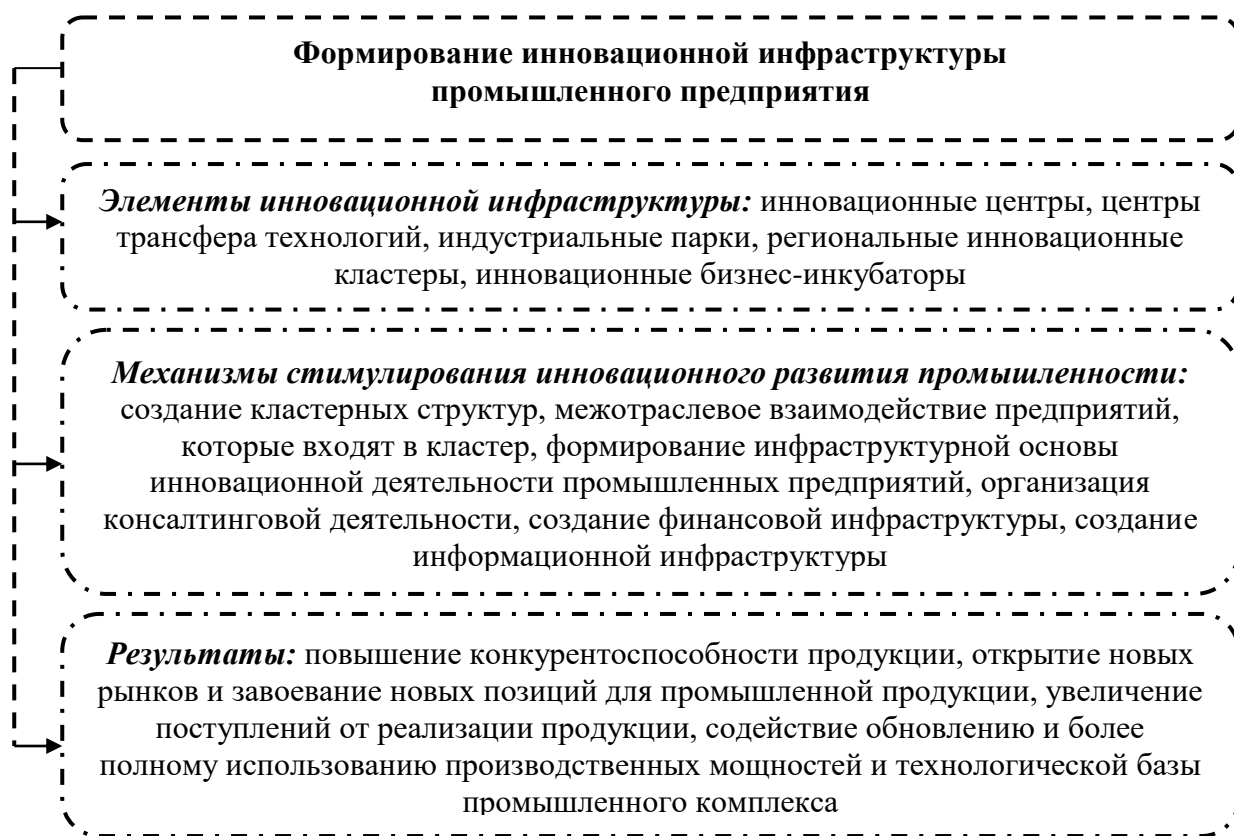 Формирование инновационной инфраструктуры
промышленного предприятия
Элементы инновационной инфраструктуры: инновационные центры, центры
трансфера технологий, индустриальные парки, региональные инновационные
кластеры, инновационные бизнес-инкубаторы
Механизмы стимулирования инновационного развития промышленности:
создание кластерных структур, межотраслевое взаимодействие предприятий,
которые входят в кластер, формирование инфраструктурной основы
инновационной деятельности промышленных предприятий, организация
консалтинговой деятельности, создание финансовой инфраструктуры, создание
информационной инфраструктуры
Результаты: повышение конкурентоспособности продукции, открытие новых
рынков и завоевание новых позиций для промышленной продукции, увеличение
поступлений от реализации продукции, содействие обновлению и более
полному использованию производственных мощностей и технологической базы
промышленного комплекса